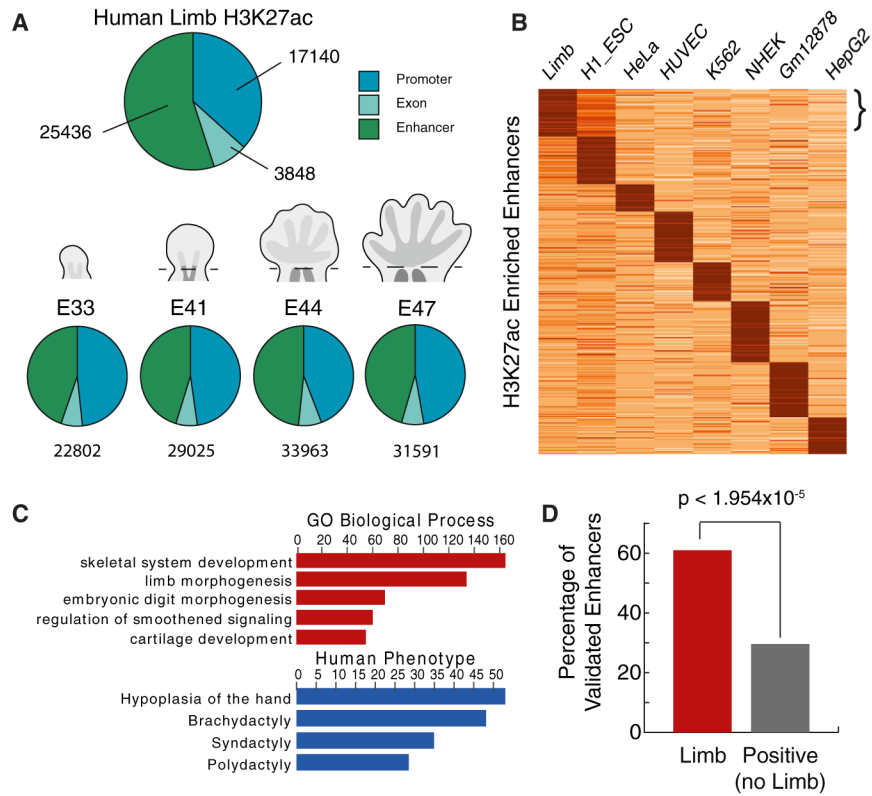 A
Human Limb H3K27ac
17140
25436
3848
Promoter
Exon
Enhancer
E33
E41
E44
E47
22802
29025
33963
31591
B
Limb
H1_ESC
HeLa
HUVEC
K562
NHEK
Gm12878
HepG2
H3K27ac Enriched Enhancers
}
C
GO Biological Process
0 20 40 60 80 100 120 140 160
skeletal system development
limb morphogenesis
embryonic digit morphogenesis
regulation of smoothened signaling
cartilage development
Human Phenotype
0 5 10 15 20 25 30 35 40 45 50
Hypoplasia of the hand
Brachydactyly
Syndactyly
Polydactyly
D
p < 1.954x10-5
Percentage of
Validated Enhancers
60
40
20
0
Limb
Positive
(no Limb)